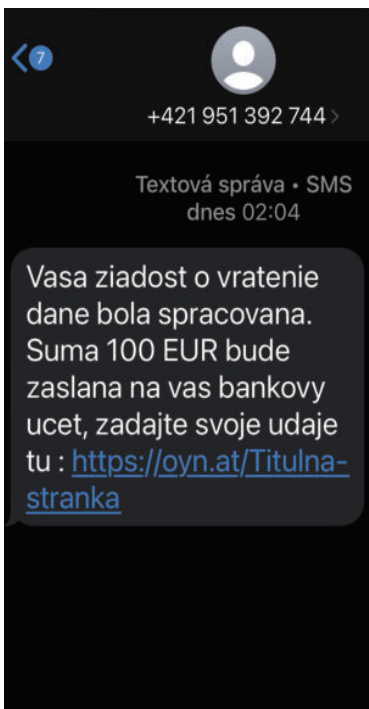 7
+421 951 392 744
Textová správa • SMS
dnes 02:04
Vasa ziadost o vratenie
dane bola spracovana.
Suma 100 EUR bude
zaslana na vas bankovy
ucet, zadajte svoje udaje
tu : https://oyn.at/Titulna-
stranka